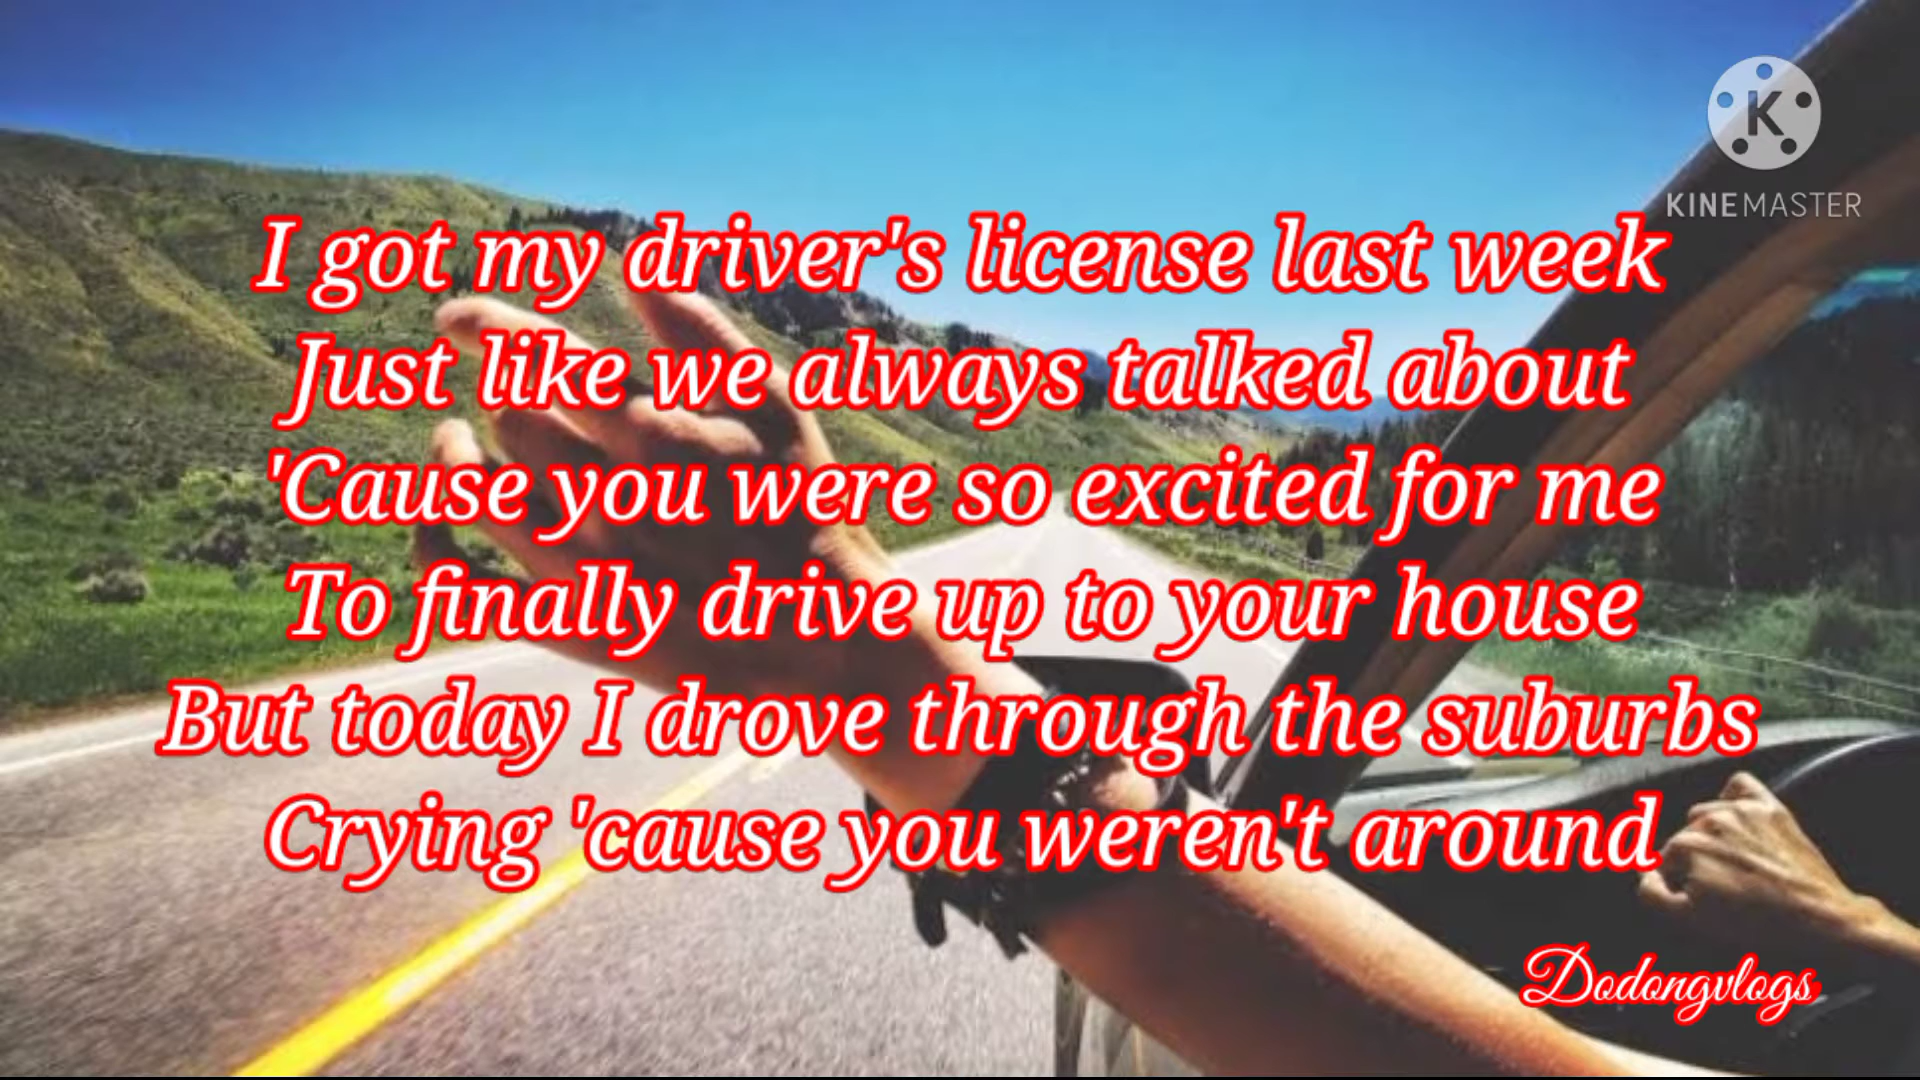 K
KINEMASTER
I got my driver's license last week
Just like we always talked about
'Cause you were so excited for me
To finally drive up to your house
But today I drove through the suburbs
Crying 'cause you weren't around
Dodongvlogs